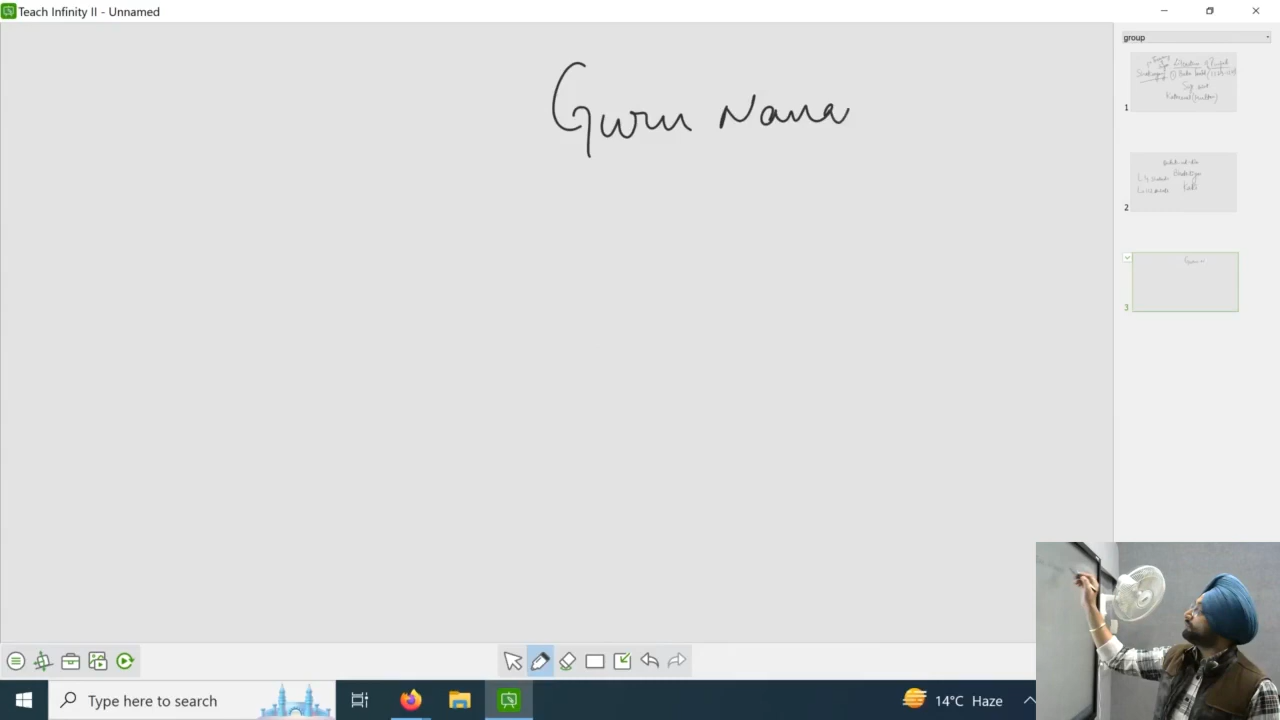 Teach Infinity II - Unnamed
Guru Nana
group
1
2
3
Type here to search
14°C Haze